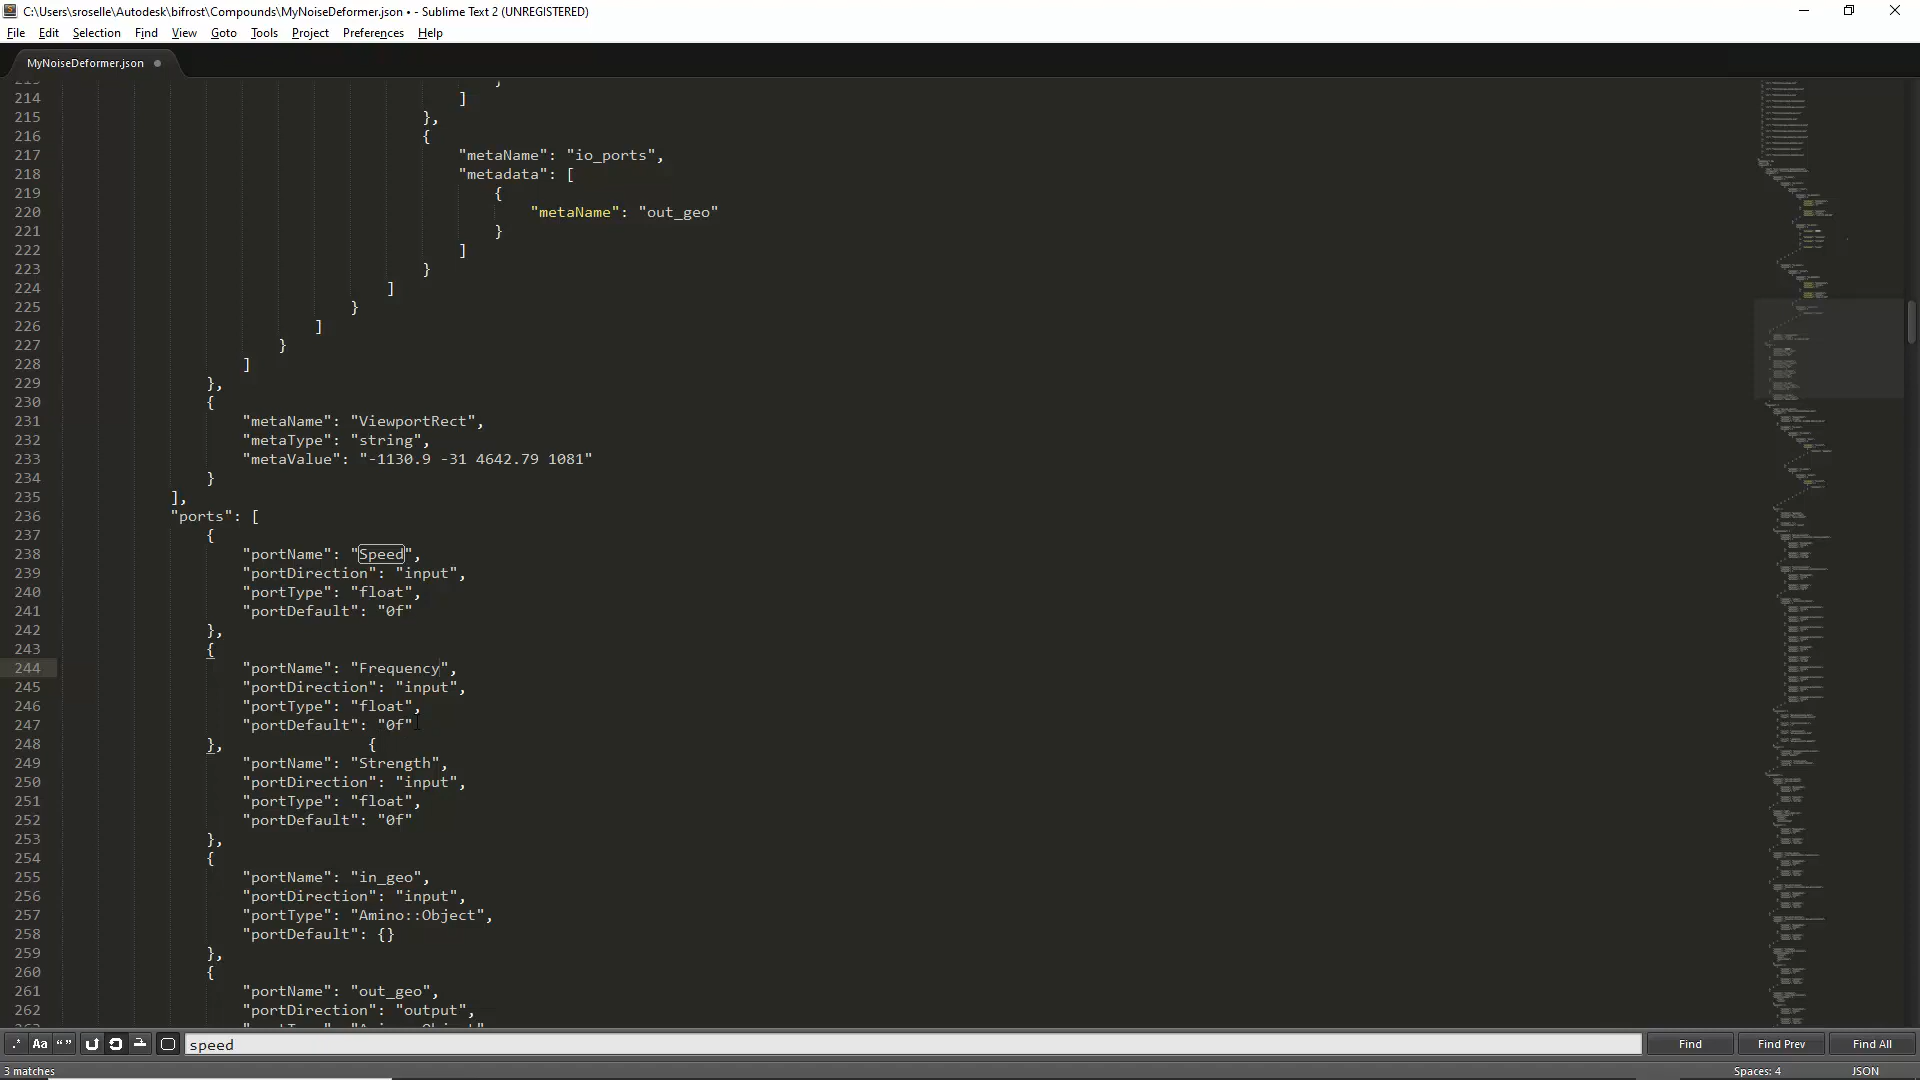 C:\Users\sroselle\Autodesk\bifrost\Compounds\MyNoiseDeformer.json • - Sublime Text 2 (UNREGISTERED)
File Edit Selection Find View Goto Tools Project Preferences Help
MyNoiseDeformer.json
214 ]
215 },
216 {
217 "metaName": "io_ports",
218 "metadata": [
219 {
220 "metaName": "out_geo"
221 }
222 ]
223 }
224 ]
225 }
226 ]
227 }
228 ]
229 },
230 {
231 "metaName": "ViewportRect",
232 "metaType": "string",
233 "metaValue": "-1130.9 -31 4642.79 1081"
234 }
235 ],
236 "ports": [
237 {
238 "portName": "Speed",
239 "portDirection": "input",
240 "portType": "float",
241 "portDefault": "0f"
242 },
243 {
244 "portName": "Frequency",
245 "portDirection": "input",
246 "portType": "float",
247 "portDefault": "0f"
248 }, {
249 "portName": "Strength",
250 "portDirection": "input",
251 "portType": "float",
252 "portDefault": "0f"
253 },
254 {
255 "portName": "in_geo",
256 "portDirection": "input",
257 "portType": "Amino::Object",
258 "portDefault": {}
259 },
260 {
261 "portName": "out_geo",
262 "portDirection": "output",
.* Aa “” speed Find Find Prev Find All
3 matches Spaces: 4 JSON